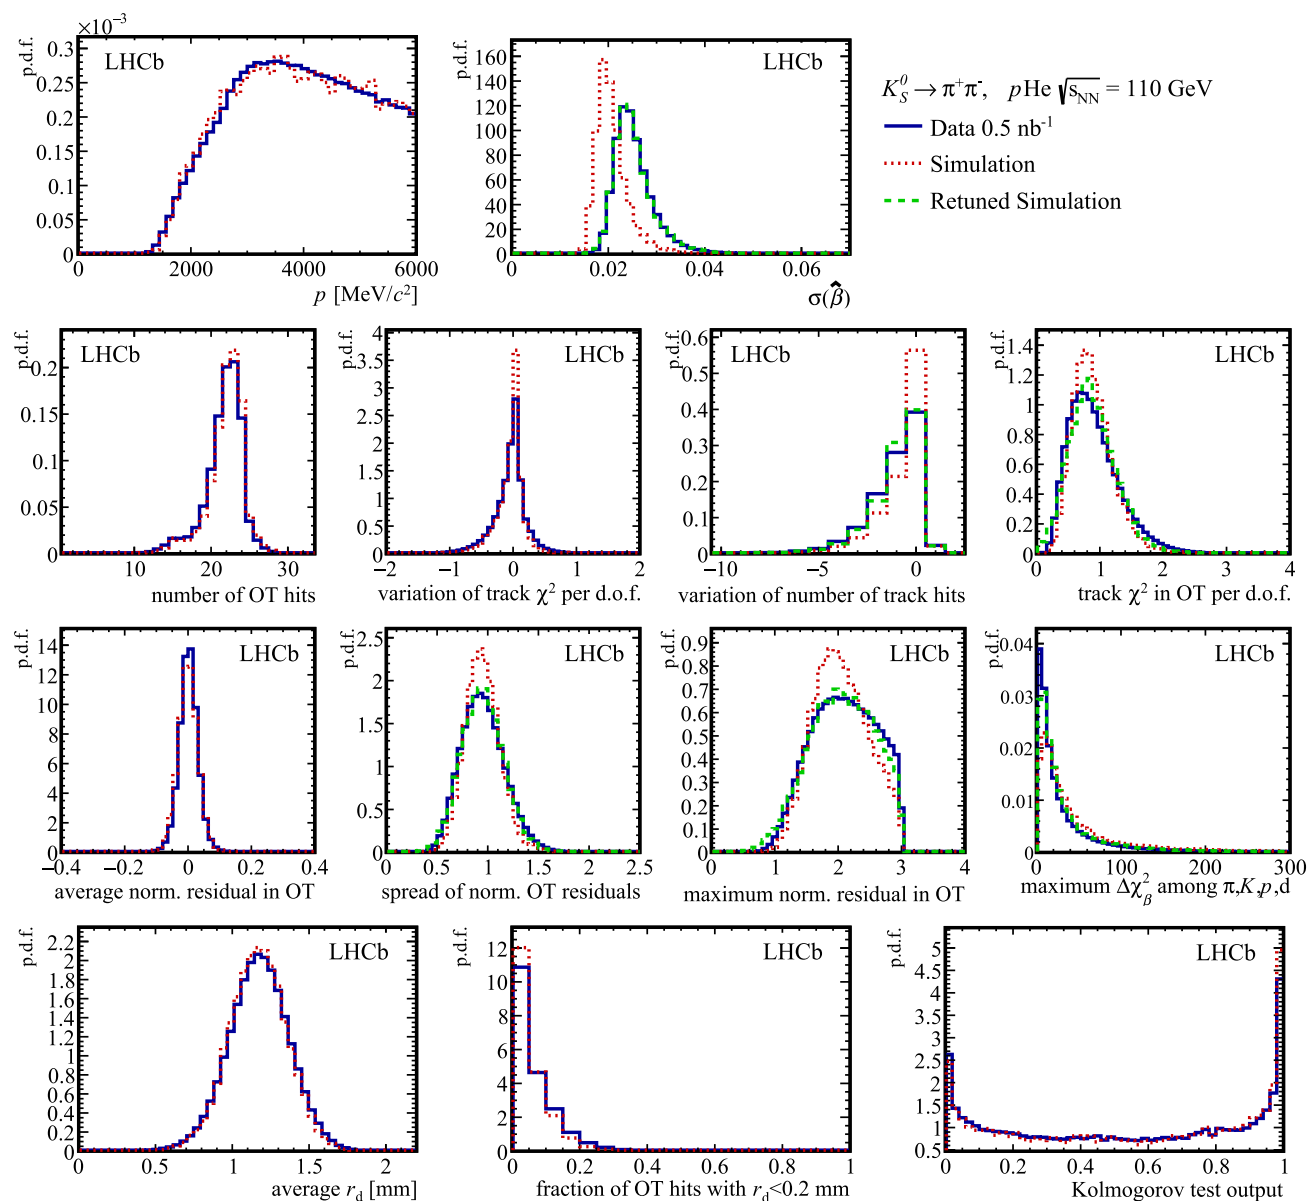 ×10⁻³
p.d.f.
0.3
0.25
0.2
0.15
0.1
0.05
0
LHCb
0 2000 4000 6000
p [MeV/c²]
p.d.f.
160
140
120
100
80
60
40
20
0
LHCb
0 0.02 0.04 0.06
σ(β̂)
K⁰S → π⁺π⁻, pHe √sNN = 110 GeV
Data 0.5 nb⁻¹
Simulation
Retuned Simulation
p.d.f.
0.2
0.15
0.1
0.05
0
LHCb
10 20 30
number of OT hits
p.d.f.
4
3.5
3
2.5
2
1.5
1
0.5
0
LHCb
−2 −1 0 1 2
variation of track χ² per d.o.f.
p.d.f.
0.6
0.5
0.4
0.3
0.2
0.1
0
LHCb
−10 −5 0
variation of number of track hits
p.d.f.
1.4
1.2
1
0.8
0.6
0.4
0.2
0
LHCb
0 1 2 3 4
track χ² in OT per d.o.f.
p.d.f.
14
12
10
8
6
4
2
0
LHCb
−0.4 −0.2 0 0.2 0.4
average norm. residual in OT
p.d.f.
2.5
2
1.5
1
0.5
0
LHCb
0 0.5 1 1.5 2 2.5
spread of norm. OT residuals
p.d.f.
0.9
0.8
0.7
0.6
0.5
0.4
0.3
0.2
0.1
0
LHCb
0 1 2 3 4
maximum norm. residual in OT
p.d.f.
0.04
0.03
0.02
0.01
LHCb
0 100 200 300
maximum Δχ²β among π,K,p,d
p.d.f.
2.2
2
1.8
1.6
1.4
1.2
1
0.8
0.6
0.4
0.2
0
LHCb
0 0.5 1 1.5 2
average rd [mm]
p.d.f.
12
10
8
6
4
2
0
LHCb
0 0.2 0.4 0.6 0.8 1
fraction of OT hits with rd<0.2 mm
p.d.f.
5
4.5
4
3.5
3
2.5
2
1.5
1
0.5
LHCb
0 0.2 0.4 0.6 0.8 1
Kolmogorov test output